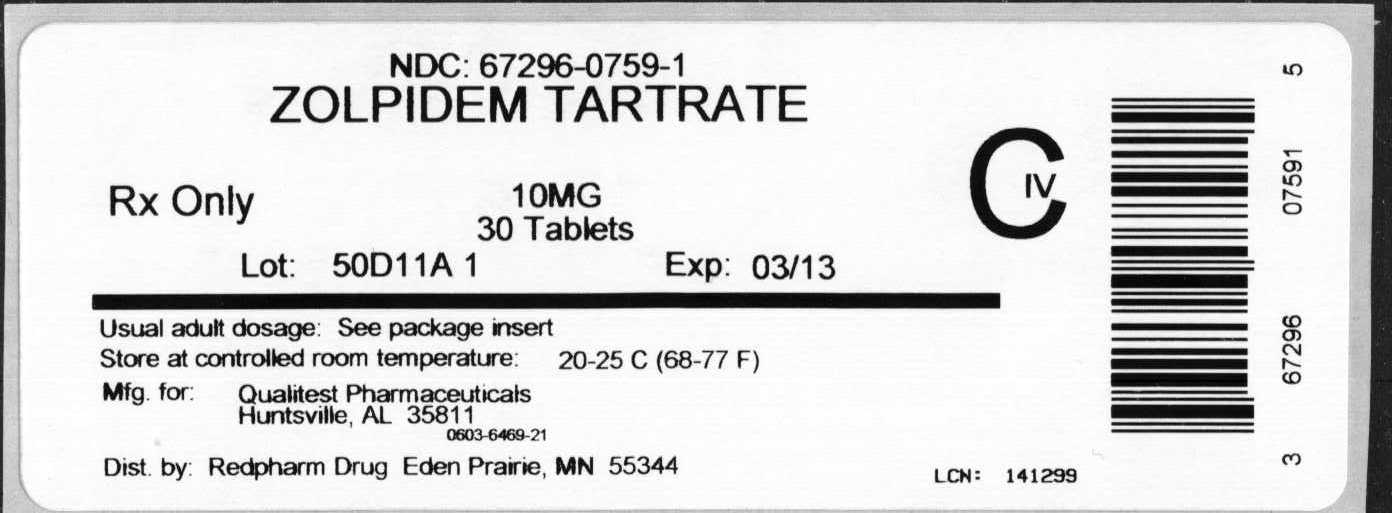 NDC: 67296-0759-1
ZOLPIDEM TARTRATE
Rx Only
10MG
30 Tablets
C IV
Lot: 50D11A 1 Exp: 03/13
Usual adult dosage: See package insert
Store at controlled room temperature: 20-25 C (68-77 F)
Mfg. for: Qualitest Pharmaceuticals
Huntsville, AL 35811
0603-6469-21
Dist. by: Redpharm Drug Eden Prairie, MN 55344
LCN: 141299
3 67296 07591 5